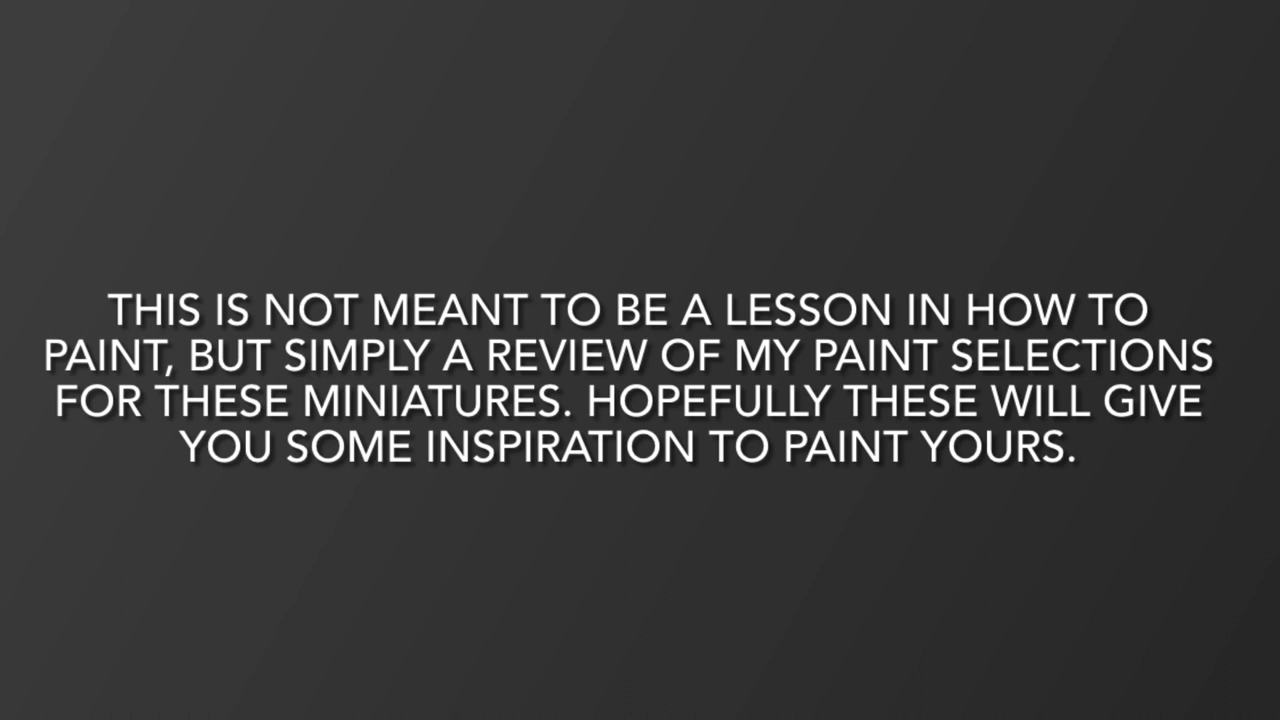 THIS IS NOT MEANT TO BE A LESSON IN HOW TO
PAINT, BUT SIMPLY A REVIEW OF MY PAINT SELECTIONS
FOR THESE MINIATURES. HOPEFULLY THESE WILL GIVE
YOU SOME INSPIRATION TO PAINT YOURS.